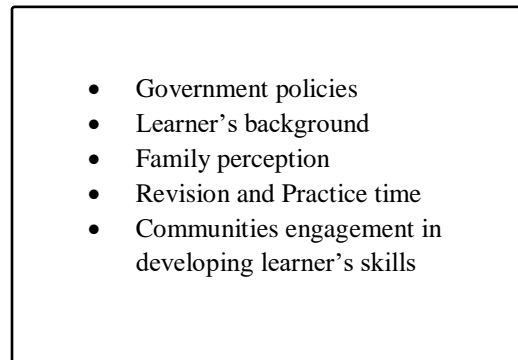 • Government policies
• Learner’s background
• Family perception
• Revision and Practice time
• Communities engagement in
developing learner’s skills